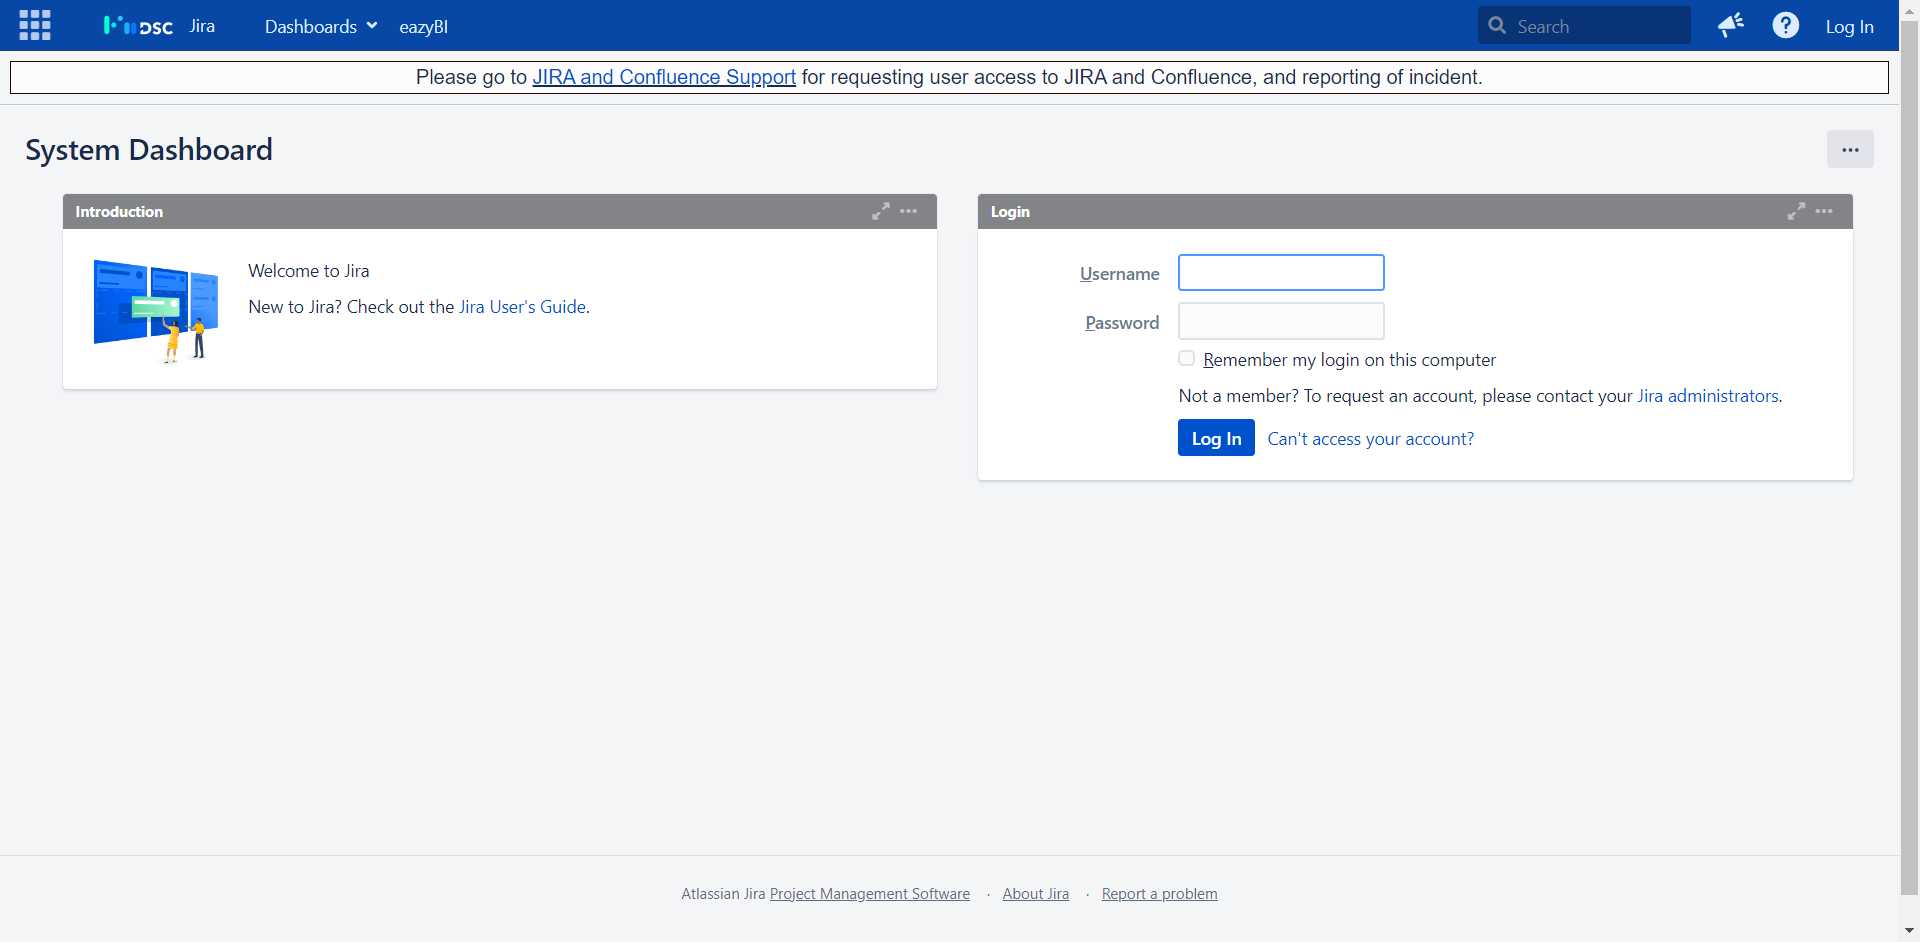 DSC Jira Dashboards eazyBI Search ? Log In
Please go to JIRA and Confluence Support for requesting user access to JIRA and Confluence, and reporting of incident.
System Dashboard
Introduction
Welcome to Jira
New to Jira? Check out the Jira User's Guide.
Login
Username
Password
Remember my login on this computer
Not a member? To request an account, please contact your Jira administrators.
Log In Can't access your account?
Atlassian Jira Project Management Software · About Jira · Report a problem